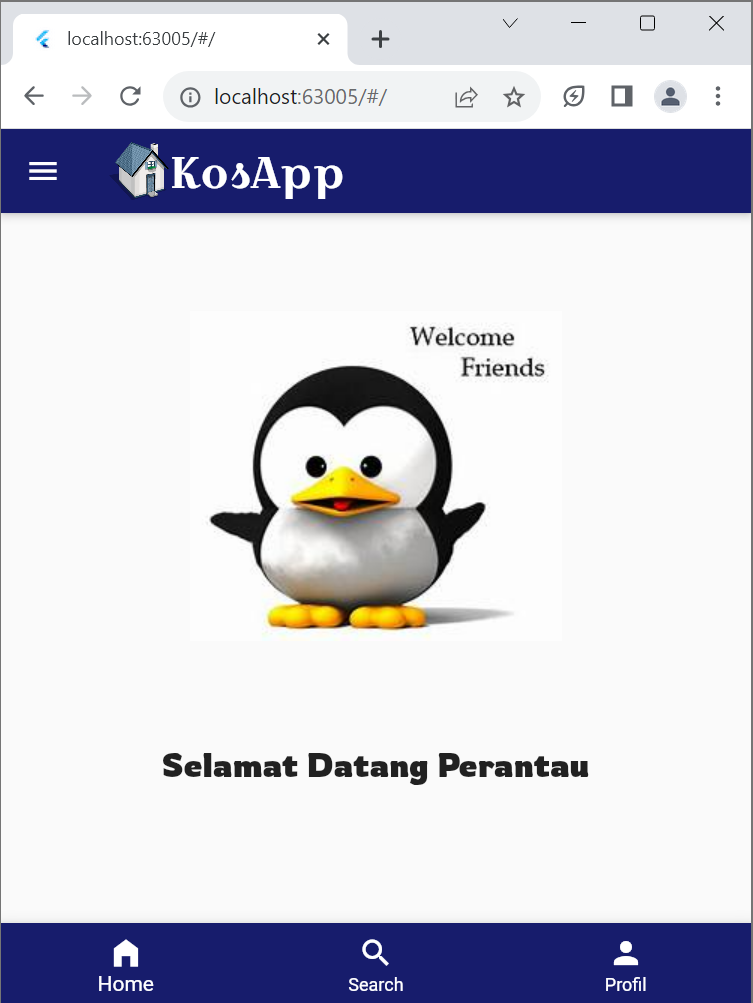 localhost:63005/#/
localhost:63005/#/
KosApp
Welcome
Friends
Selamat Datang Perantau
Home
Search
Profil